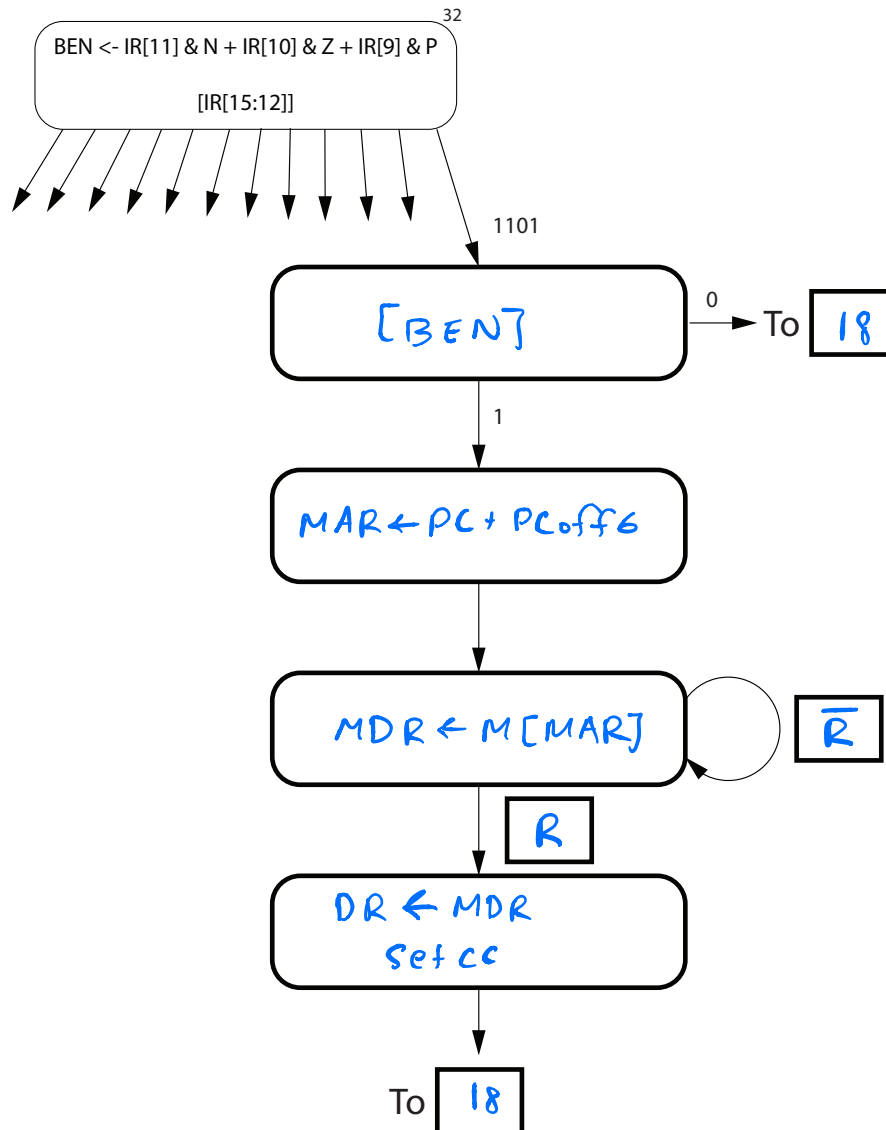 32
BEN <- IR[11] & N + IR[10] & Z + IR[9] & P
[IR[15:12]]
1101
[BEN]
0
To 18
1
MAR ← PC + PCoff6
MDR ← M[MAR]
R̅
R
DR ← MDR
Set CC
To 18